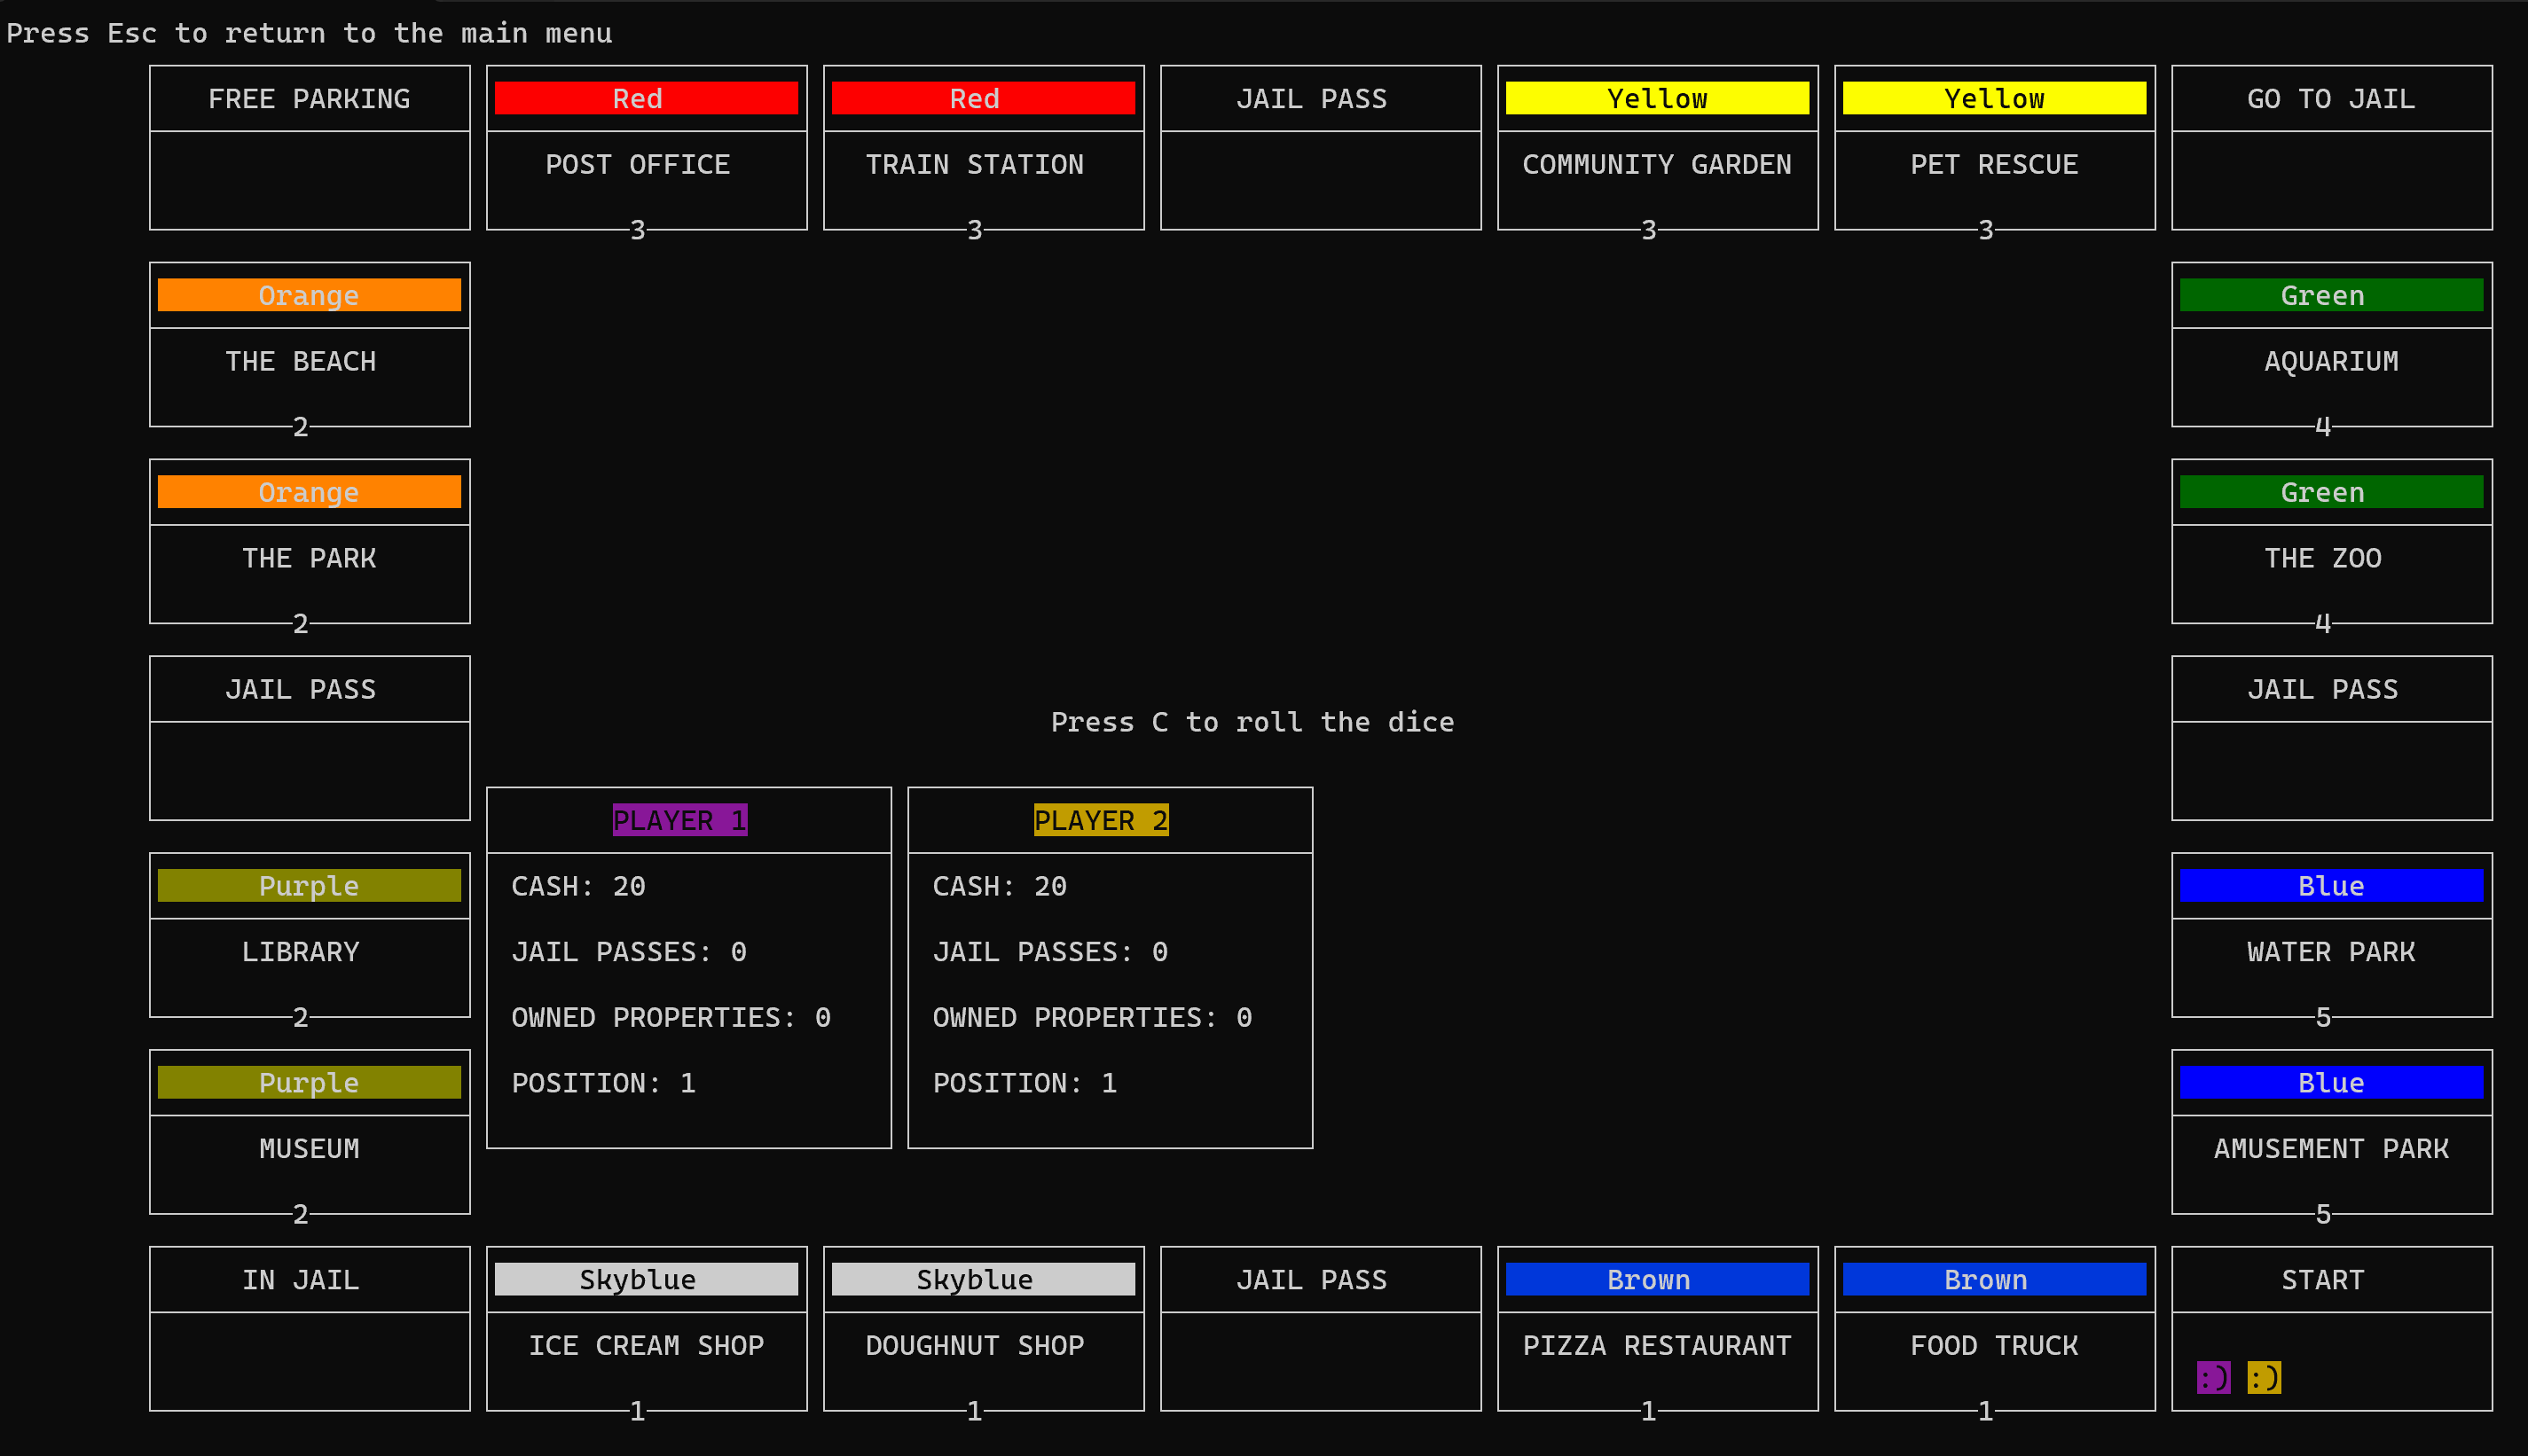 Press Esc to return to the main menu
FREE PARKING
Red
Red
JAIL PASS
Yellow
Yellow
GO TO JAIL
POST OFFICE
TRAIN STATION
COMMUNITY GARDEN
PET RESCUE
3
3
3
3
Orange
Green
THE BEACH
AQUARIUM
2
4
Orange
Green
THE PARK
THE ZOO
2
4
JAIL PASS
JAIL PASS
Press C to roll the dice
PLAYER 1
PLAYER 2
Purple
CASH: 20
CASH: 20
Blue
LIBRARY
JAIL PASSES: 0
JAIL PASSES: 0
WATER PARK
2
OWNED PROPERTIES: 0
OWNED PROPERTIES: 0
5
Purple
POSITION: 1
POSITION: 1
Blue
MUSEUM
AMUSEMENT PARK
2
5
IN JAIL
Skyblue
Skyblue
JAIL PASS
Brown
Brown
START
ICE CREAM SHOP
DOUGHNUT SHOP
PIZZA RESTAURANT
FOOD TRUCK
:) :)
1
1
1
1